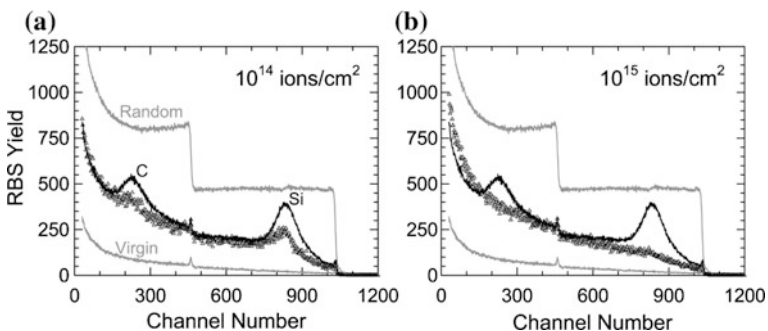 (a)
(b)
1250
1000
750
500
250
0
RBS Yield
10¹⁴ ions/cm²
Random
C
Si
Virgin
0 300 600 900 1200
Channel Number
1250
1000
750
500
250
0
10¹⁵ ions/cm²
0 300 600 900 1200
Channel Number